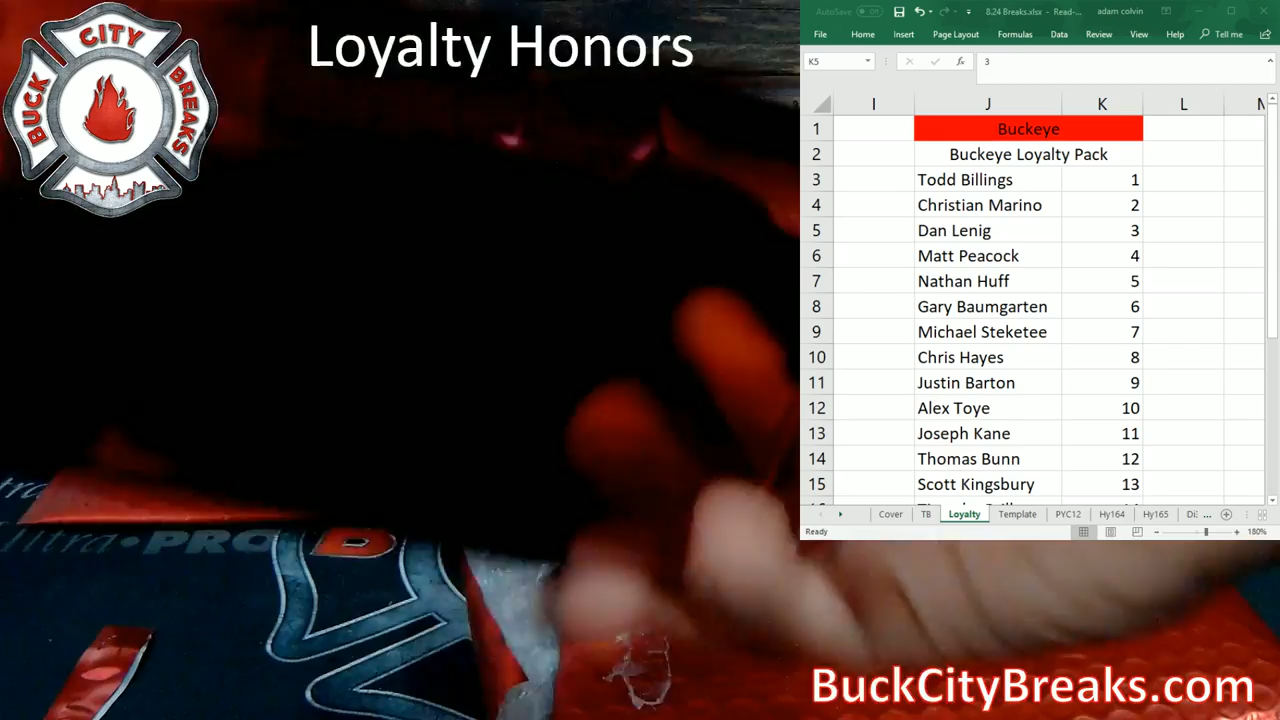 Loyalty Honors
BUCK
CITY
BREAKS
AutoSave
Off
8.24 Breaks.xlsx - Read-...
adam colvin
File Home Insert Page Layout Formulas Data Review View Help Tell me
K5 fx 3
I J K L
1 Buckeye
2 Buckeye Loyalty Pack
3 Todd Billings 1
4 Christian Marino 2
5 Dan Lenig 3
6 Matt Peacock 4
7 Nathan Huff 5
8 Gary Baumgarten 6
9 Michael Steketee 7
10 Chris Hayes 8
11 Justin Barton 9
12 Alex Toye 10
13 Joseph Kane 11
14 Thomas Bunn 12
15 Scott Kingsbury 13
Cover TB Loyalty Template PYC12 Hy164 Hy165 Di: ...
Ready 180%
Ultra·PRO
B
BuckCityBreaks.com